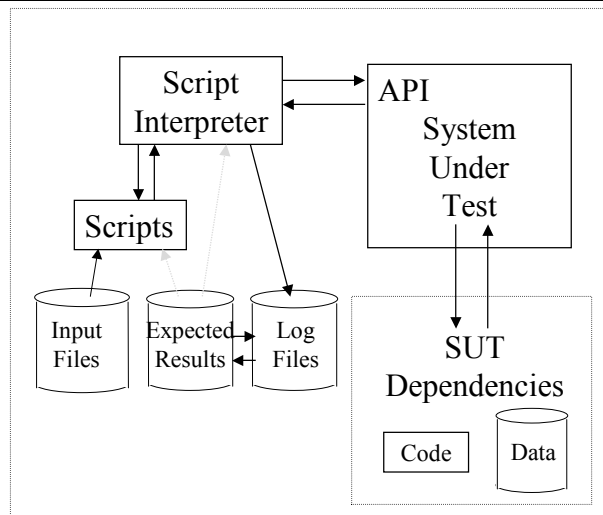 Script
Interpreter
API
System
Under
Test
Scripts
Input
Files
Expected
Results
Log
Files
SUT
Dependencies
Code
Data